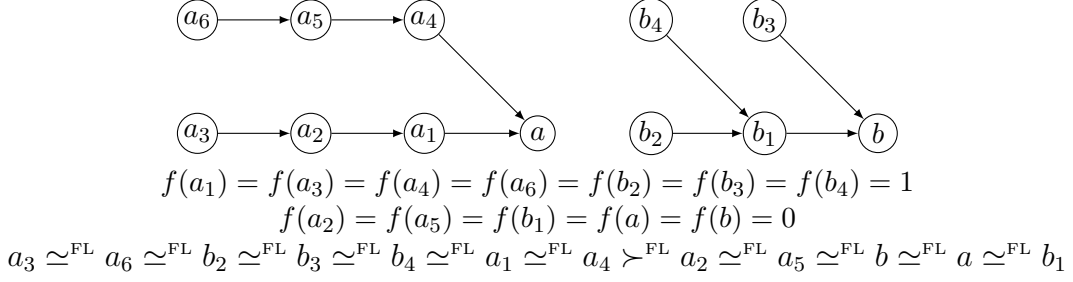 a₆ a₅ a₄ b₄ b₃
a₃ a₂ a₁ a b₂ b₁ b
f(a₁) = f(a₃) = f(a₄) = f(a₆) = f(b₂) = f(b₃) = f(b₄) = 1
f(a₂) = f(a₅) = f(b₁) = f(a) = f(b) = 0
a₃ ≃ᶠᴸ a₆ ≃ᶠᴸ b₂ ≃ᶠᴸ b₃ ≃ᶠᴸ b₄ ≃ᶠᴸ a₁ ≃ᶠᴸ a₄ ≻ᶠᴸ a₂ ≃ᶠᴸ a₅ ≃ᶠᴸ b ≃ᶠᴸ a ≃ᶠᴸ b₁